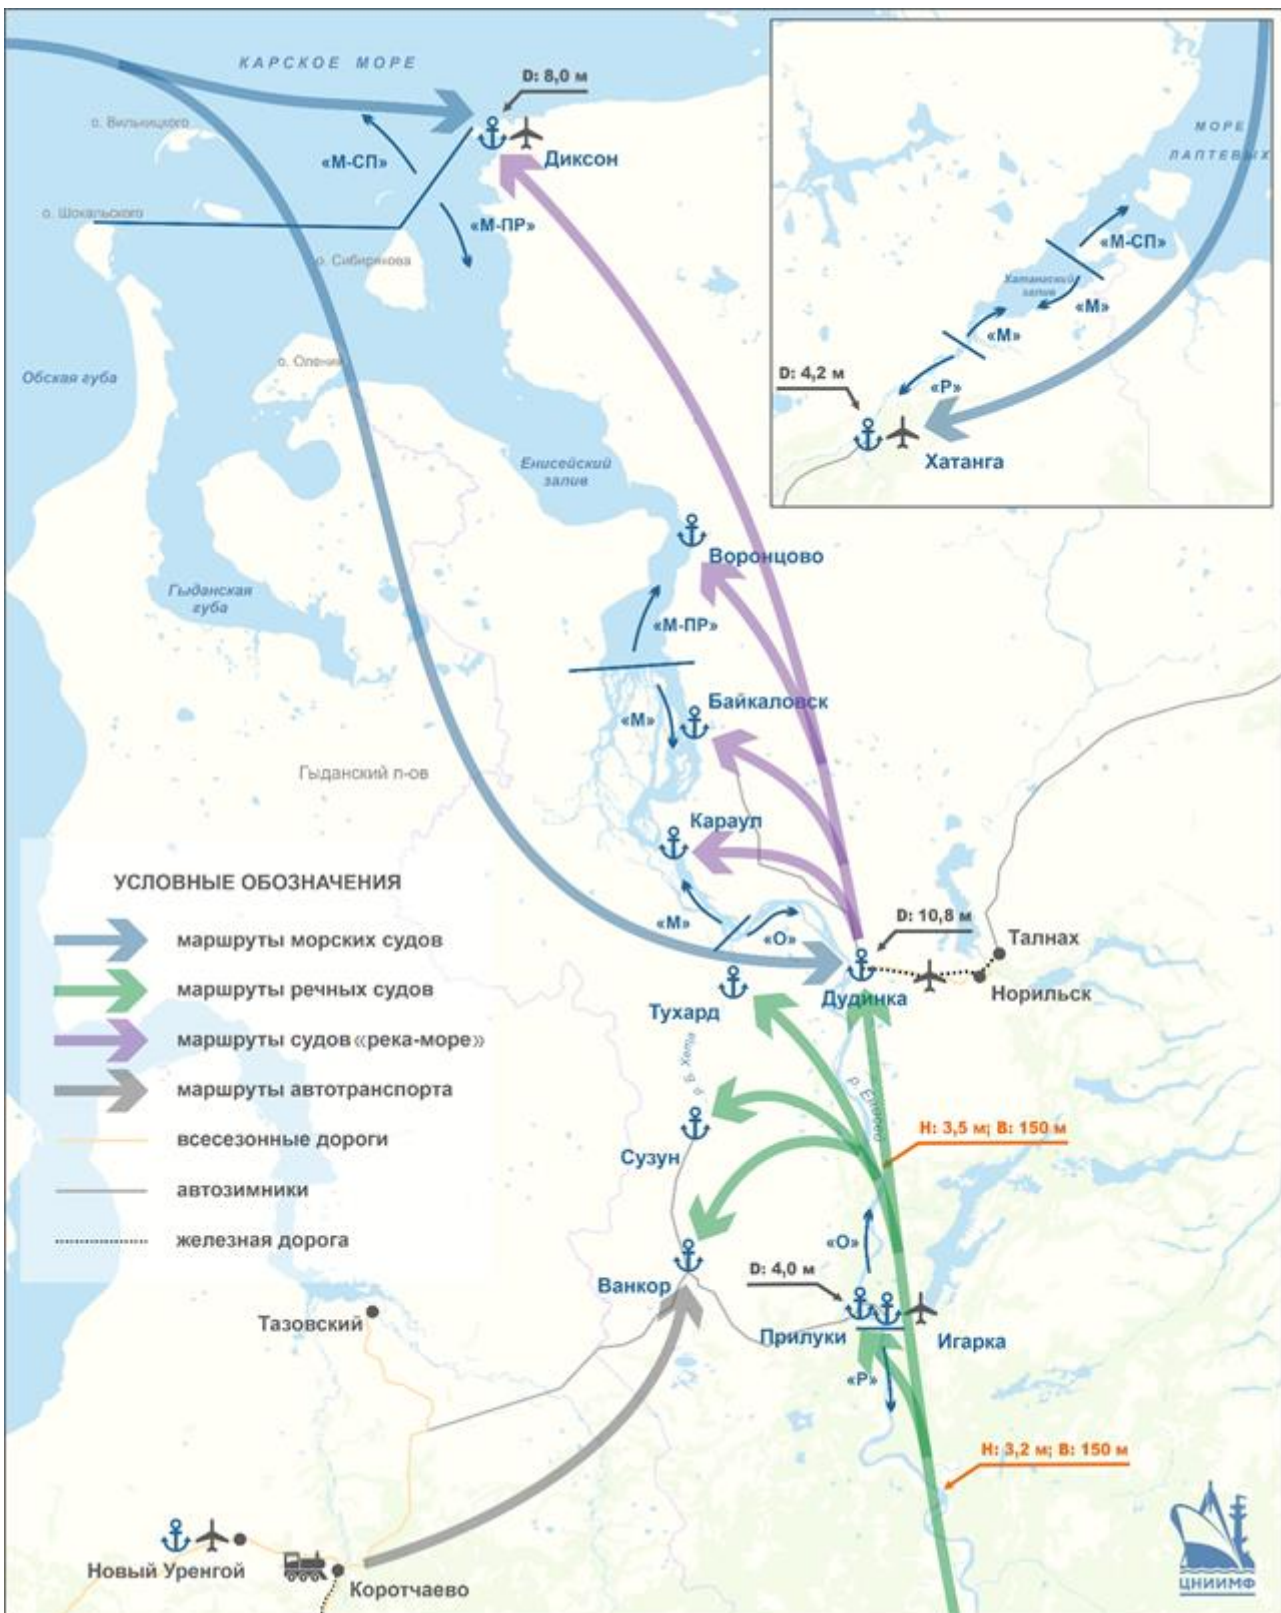 КАРСКОЕ МОРЕ
D: 8,0 м
о. Вилькицкого
«М-СП»
Диксон
о. Шокальского
«М-ПР»
о. Сибирякова
о. Олений
Обская губа
Енисейский
залив
Гыданская
губа
МОРЕ
ЛАПТЕВЫХ
«М-СП»
Хатангский
залив
«М»
«М»
D: 4,2 м
«Р»
Хатанга
Воронцово
«М-ПР»
Байкаловск
«М»
Гыданский п-ов
Караул
«М»
«О»
D: 10,8 м
Талнах
Норильск
Дудинка
Тухард
р. Б. Хета
р. Енисей
Сузун
H: 3,5 м; B: 150 м
«О»
Ванкор
D: 4,0 м
Прилуки
Игарка
«Р»
Тазовский
H: 3,2 м; B: 150 м
Новый Уренгой
Коротчаево
УСЛОВНЫЕ ОБОЗНАЧЕНИЯ
маршруты морских судов
маршруты речных судов
маршруты судов «река-море»
маршруты автотранспорта
всесезонные дороги
автозимники
железная дорога
ЦНИИМФ